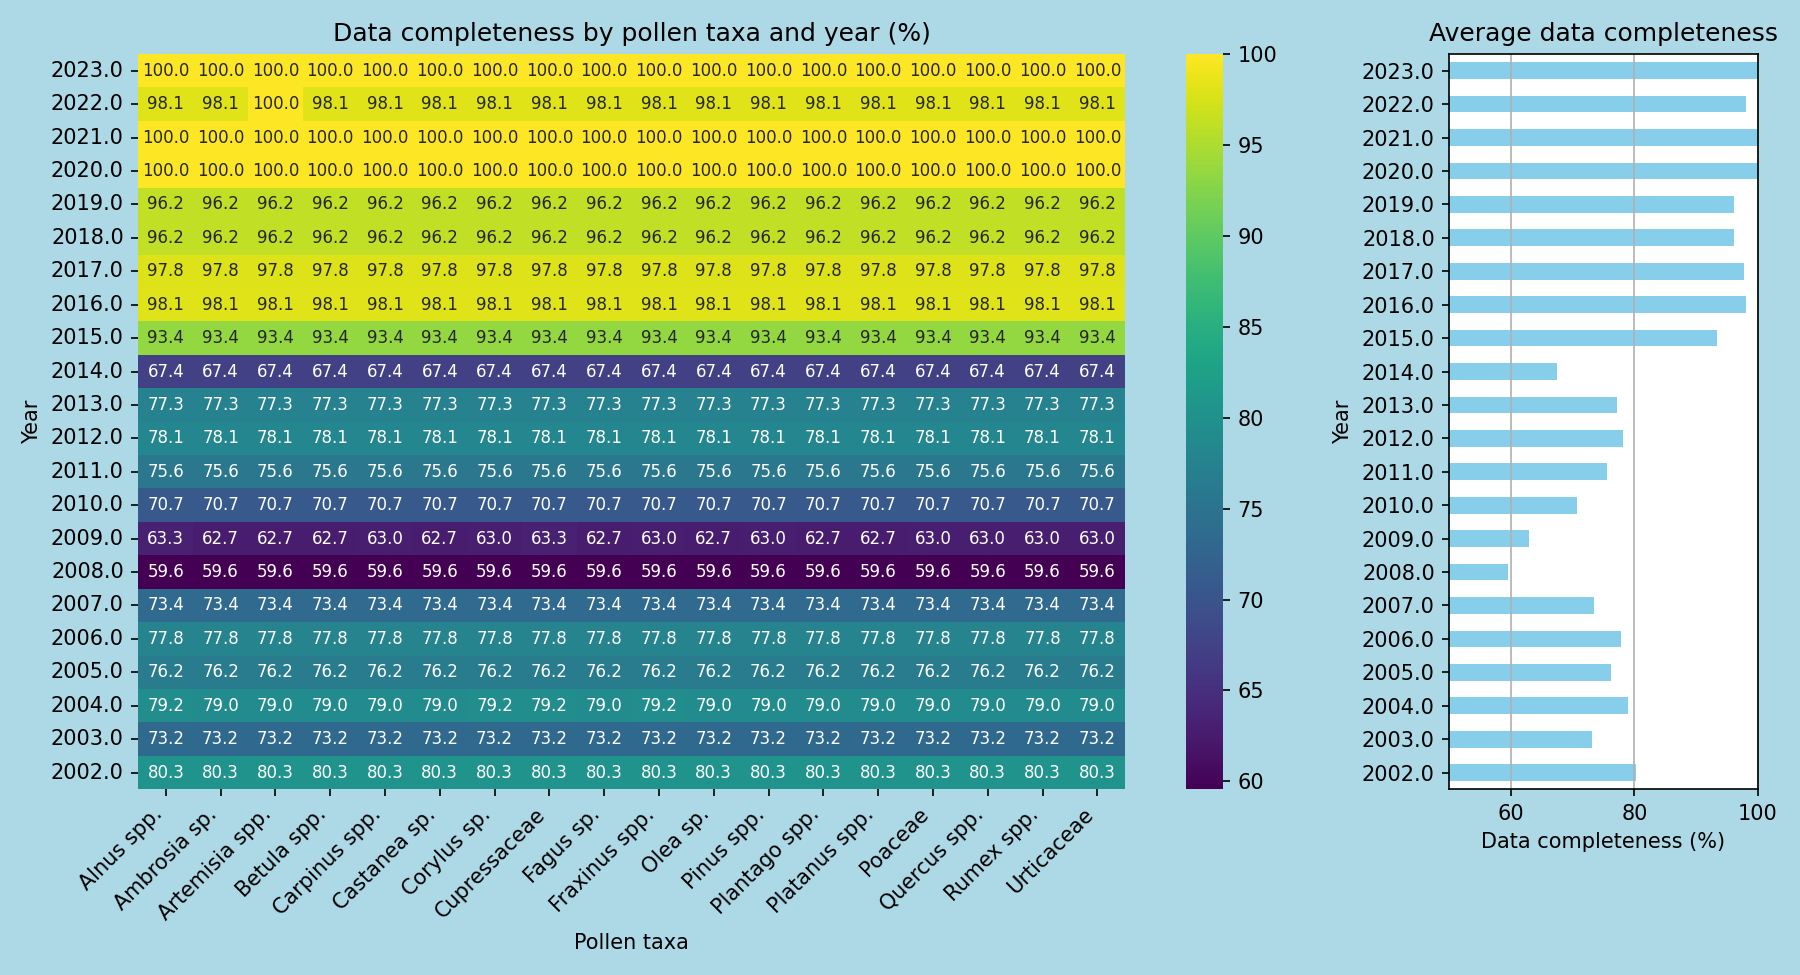 Data completeness by pollen taxa and year (%)
2023.0 100.0 100.0 100.0 100.0 100.0 100.0 100.0 100.0 100.0 100.0 100.0 100.0 100.0 100.0 100.0 100.0 100.0 100.0
2022.0 98.1 98.1 100.0 98.1 98.1 98.1 98.1 98.1 98.1 98.1 98.1 98.1 98.1 98.1 98.1 98.1 98.1 98.1
2021.0 100.0 100.0 100.0 100.0 100.0 100.0 100.0 100.0 100.0 100.0 100.0 100.0 100.0 100.0 100.0 100.0 100.0 100.0
2020.0 100.0 100.0 100.0 100.0 100.0 100.0 100.0 100.0 100.0 100.0 100.0 100.0 100.0 100.0 100.0 100.0 100.0 100.0
2019.0 96.2 96.2 96.2 96.2 96.2 96.2 96.2 96.2 96.2 96.2 96.2 96.2 96.2 96.2 96.2 96.2 96.2 96.2
2018.0 96.2 96.2 96.2 96.2 96.2 96.2 96.2 96.2 96.2 96.2 96.2 96.2 96.2 96.2 96.2 96.2 96.2 96.2
2017.0 97.8 97.8 97.8 97.8 97.8 97.8 97.8 97.8 97.8 97.8 97.8 97.8 97.8 97.8 97.8 97.8 97.8 97.8
2016.0 98.1 98.1 98.1 98.1 98.1 98.1 98.1 98.1 98.1 98.1 98.1 98.1 98.1 98.1 98.1 98.1 98.1 98.1
2015.0 93.4 93.4 93.4 93.4 93.4 93.4 93.4 93.4 93.4 93.4 93.4 93.4 93.4 93.4 93.4 93.4 93.4 93.4
2014.0 67.4 67.4 67.4 67.4 67.4 67.4 67.4 67.4 67.4 67.4 67.4 67.4 67.4 67.4 67.4 67.4 67.4 67.4
2013.0 77.3 77.3 77.3 77.3 77.3 77.3 77.3 77.3 77.3 77.3 77.3 77.3 77.3 77.3 77.3 77.3 77.3 77.3
2012.0 78.1 78.1 78.1 78.1 78.1 78.1 78.1 78.1 78.1 78.1 78.1 78.1 78.1 78.1 78.1 78.1 78.1 78.1
2011.0 75.6 75.6 75.6 75.6 75.6 75.6 75.6 75.6 75.6 75.6 75.6 75.6 75.6 75.6 75.6 75.6 75.6 75.6
2010.0 70.7 70.7 70.7 70.7 70.7 70.7 70.7 70.7 70.7 70.7 70.7 70.7 70.7 70.7 70.7 70.7 70.7 70.7
2009.0 63.3 62.7 62.7 62.7 63.0 62.7 63.0 63.3 62.7 63.0 62.7 63.0 62.7 62.7 63.0 63.0 63.0 63.0
2008.0 59.6 59.6 59.6 59.6 59.6 59.6 59.6 59.6 59.6 59.6 59.6 59.6 59.6 59.6 59.6 59.6 59.6 59.6
2007.0 73.4 73.4 73.4 73.4 73.4 73.4 73.4 73.4 73.4 73.4 73.4 73.4 73.4 73.4 73.4 73.4 73.4 73.4
2006.0 77.8 77.8 77.8 77.8 77.8 77.8 77.8 77.8 77.8 77.8 77.8 77.8 77.8 77.8 77.8 77.8 77.8 77.8
2005.0 76.2 76.2 76.2 76.2 76.2 76.2 76.2 76.2 76.2 76.2 76.2 76.2 76.2 76.2 76.2 76.2 76.2 76.2
2004.0 79.2 79.0 79.0 79.0 79.0 79.0 79.2 79.2 79.0 79.2 79.0 79.0 79.0 79.0 79.0 79.0 79.0 79.0
2003.0 73.2 73.2 73.2 73.2 73.2 73.2 73.2 73.2 73.2 73.2 73.2 73.2 73.2 73.2 73.2 73.2 73.2 73.2
2002.0 80.3 80.3 80.3 80.3 80.3 80.3 80.3 80.3 80.3 80.3 80.3 80.3 80.3 80.3 80.3 80.3 80.3 80.3
Year
Alnus spp.
Ambrosia sp.
Artemisia spp.
Betula spp.
Carpinus spp.
Castanea sp.
Corylus sp.
Cupressaceae
Fagus sp.
Fraxinus spp.
Olea sp.
Pinus spp.
Plantago spp.
Platanus spp.
Poaceae
Quercus spp.
Rumex spp.
Urticaceae
Pollen taxa
100
95
90
85
80
75
70
65
60
Average data completeness
2023.0
2022.0
2021.0
2020.0
2019.0
2018.0
2017.0
2016.0
2015.0
2014.0
2013.0
2012.0
2011.0
2010.0
2009.0
2008.0
2007.0
2006.0
2005.0
2004.0
2003.0
2002.0
Year
60 80 100
Data completeness (%)